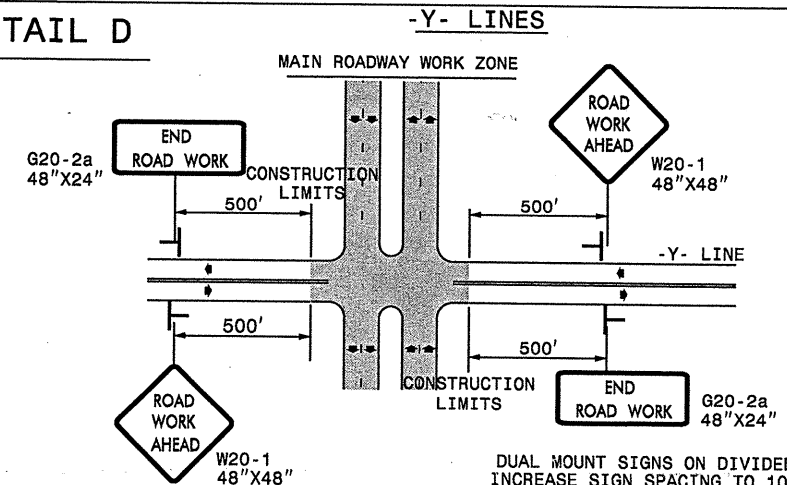 TAIL D
-Y- LINES
MAIN ROADWAY WORK ZONE
END
ROAD WORK
G20-2a
48"X24"
CONSTRUCTION
LIMITS
500'
500'
ROAD
WORK
AHEAD
W20-1
48"X48"
-Y- LINE
500'
500'
ROAD
WORK
AHEAD
W20-1
48"X48"
CONSTRUCTION
LIMITS
END
ROAD WORK
G20-2a
48"X24"
DUAL MOUNT SIGNS ON DIVIDE
INCREASE SIGN SPACING TO 10